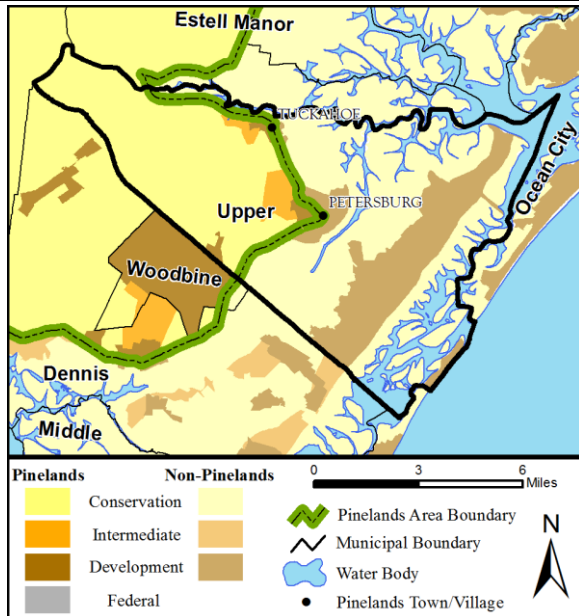 Estell Manor
TUCKAHOE
Ocean City
PETERSBURG
Upper
Woodbine
Dennis
Middle
Pinelands Non-Pinelands
Conservation
Intermediate
Development
Federal
0 3 6
Miles
Pinelands Area Boundary
Municipal Boundary
Water Body
Pinelands Town/Village
N